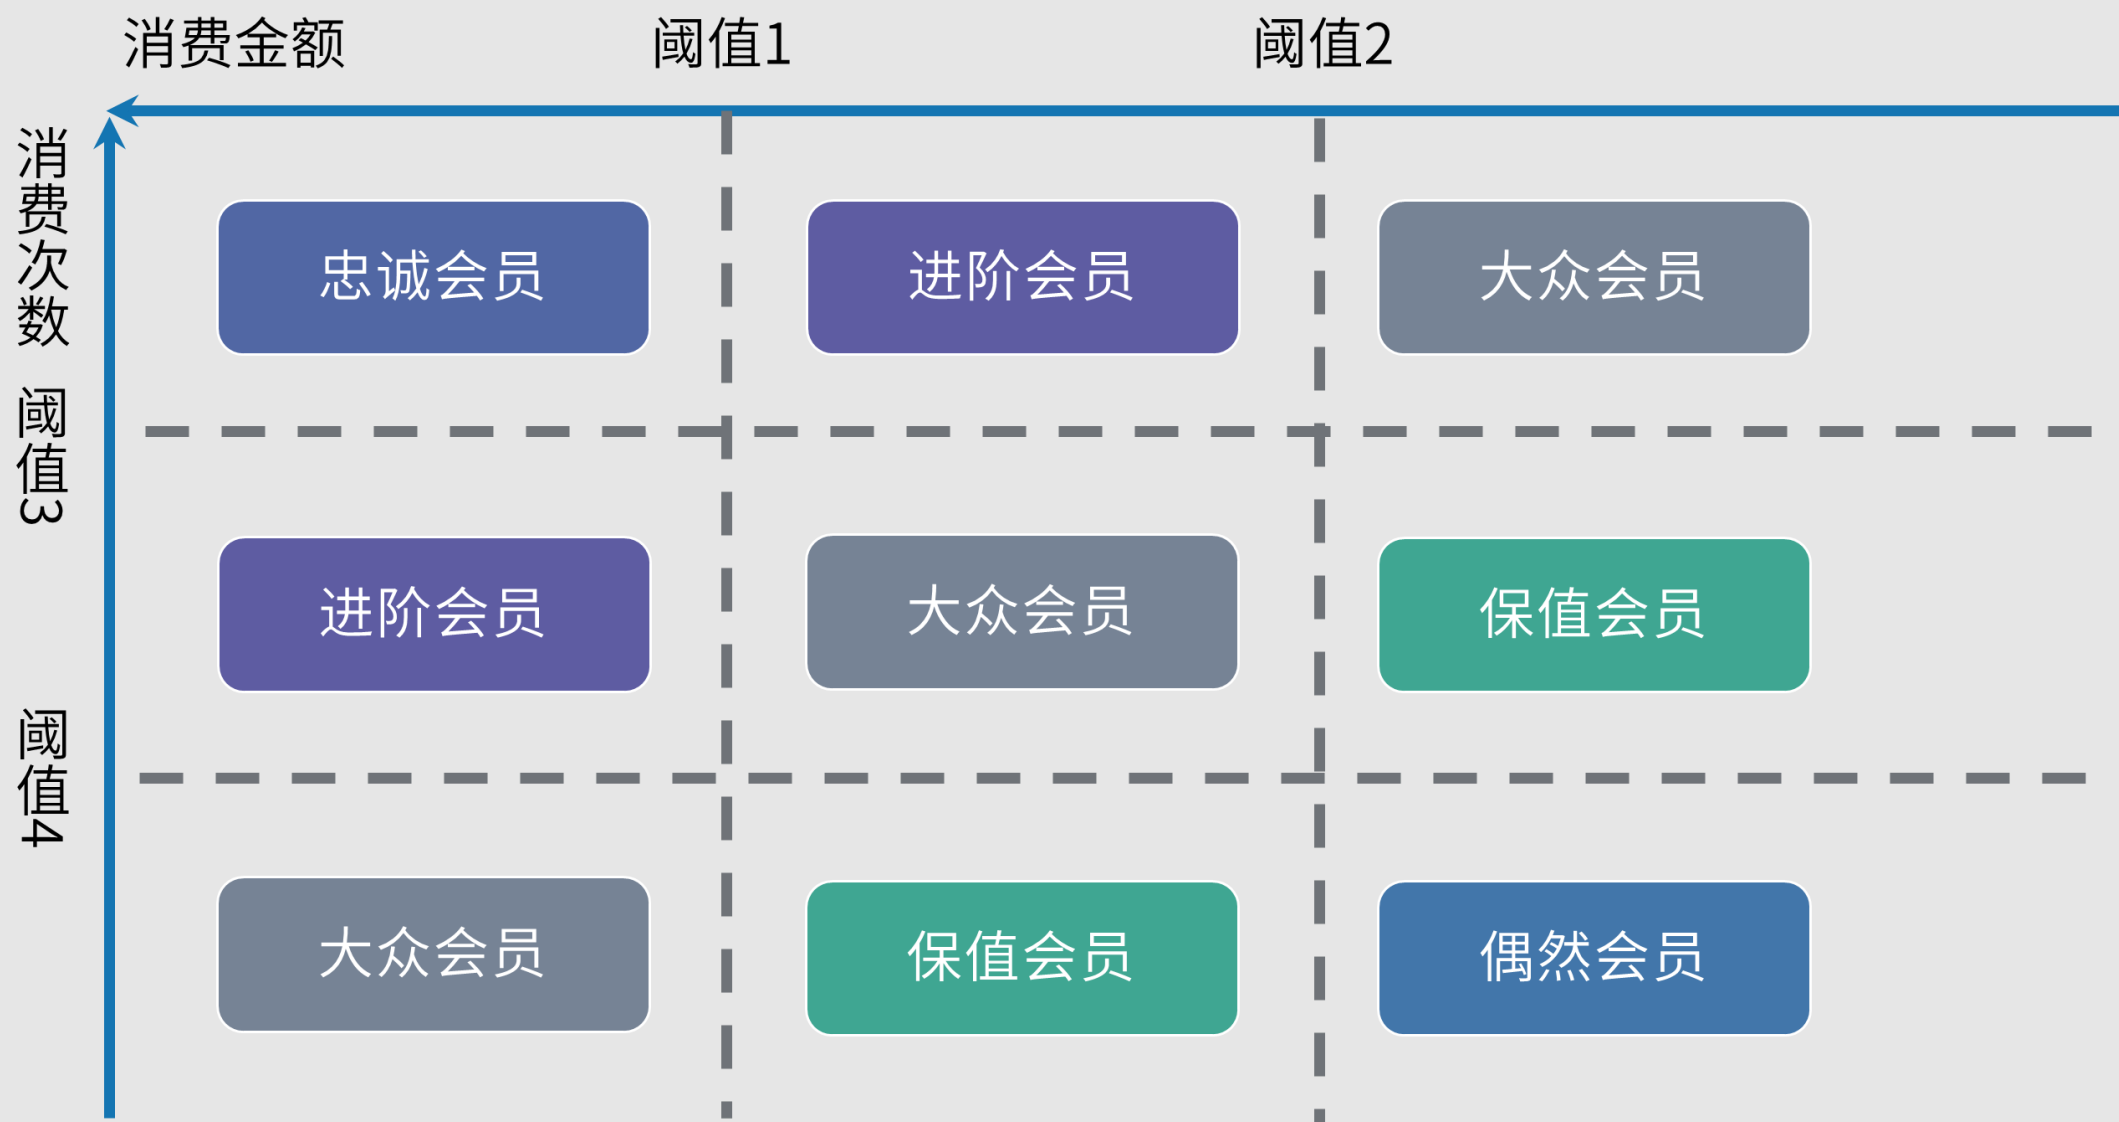 消费金额
阈值1
阈值2
消费次数
阈值3
阈值4
忠诚会员
进阶会员
大众会员
进阶会员
大众会员
保值会员
大众会员
保值会员
偶然会员